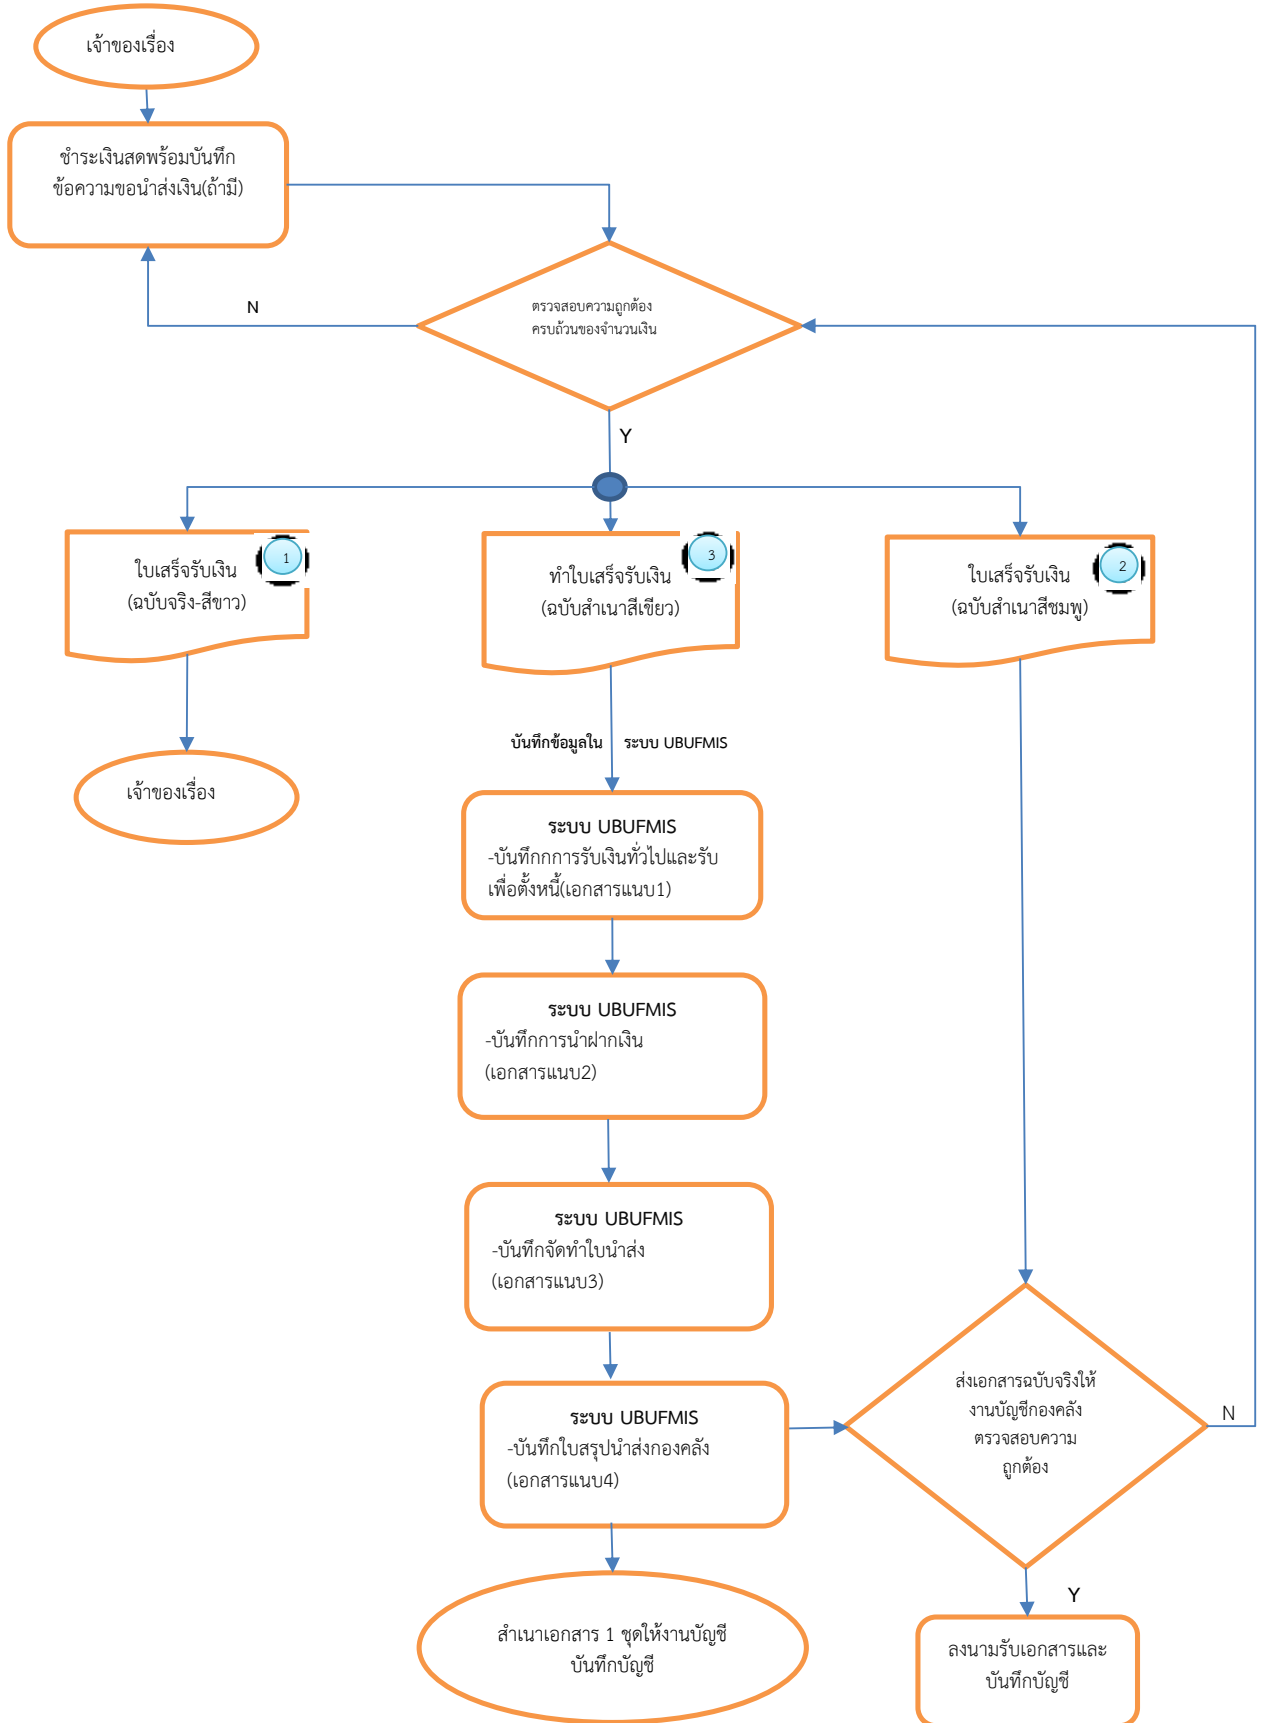 เจ้าของเรื่อง
ชำระเงินสดพร้อมบันทึก
ข้อความขอนำส่งเงิน(ถ้ามี)
N
ตรวจสอบความถูกต้อง
ครบถ้วนของจำนวนเงิน
Y
1
ใบเสร็จรับเงิน
(ฉบับจริง-สีขาว)
3
ทำใบเสร็จรับเงิน
(ฉบับสำเนาสีเขียว)
2
ใบเสร็จรับเงิน
(ฉบับสำเนาสีชมพู)
เจ้าของเรื่อง
บันทึกข้อมูลใน ระบบ UBUFMIS
ระบบ UBUFMIS
-บันทึกกการรับเงินทั่วไปและรับ
เพื่อตั้งหนี้(เอกสารแนบ1)
ระบบ UBUFMIS
-บันทึกการนำฝากเงิน
(เอกสารแนบ2)
ระบบ UBUFMIS
-บันทึกจัดทำใบนำส่ง
(เอกสารแนบ3)
ระบบ UBUFMIS
-บันทึกใบสรุปนำส่งกองคลัง
(เอกสารแนบ4)
ส่งเอกสารฉบับจริงให้
งานบัญชีกองคลัง
ตรวจสอบความ
ถูกต้อง
N
Y
สำเนาเอกสาร 1 ชุดให้งานบัญชี
บันทึกบัญชี
ลงนามรับเอกสารและ
บันทึกบัญชี